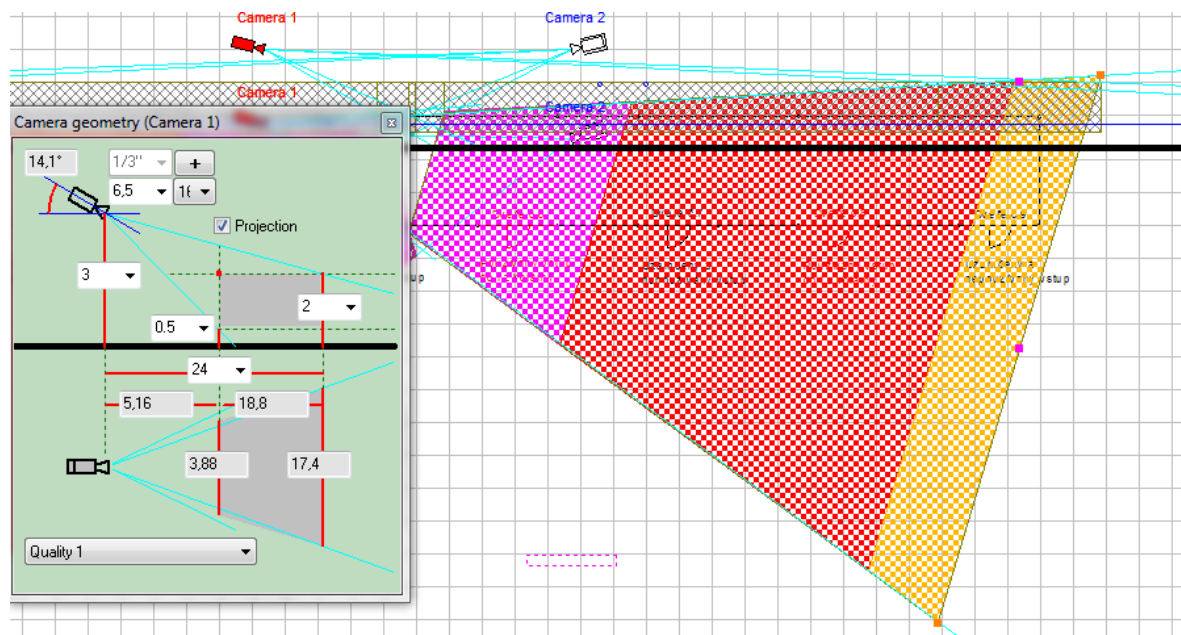 Camera 1
Camera 2
Camera 1
Camera 2
Camera geometry (Camera 1)
14,1°
1/3"
+
6,5
16
Projection
3
2
0.5
24
5,16
18,8
3,88
17,4
Quality 1